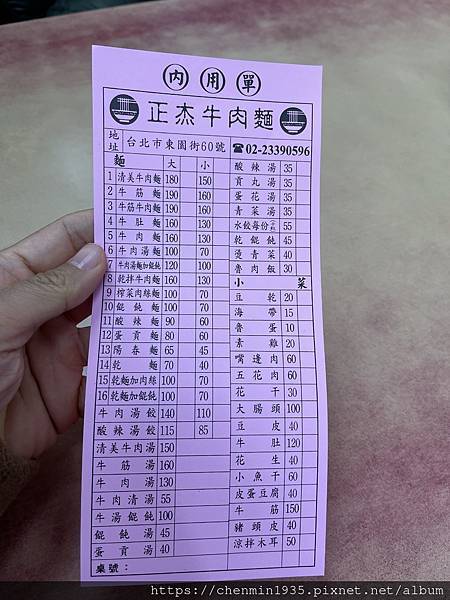 內用單
正杰牛肉麵
地址 台北市東園街60號 ☎02-23390596
麵 大 小
1 清美牛肉麵 180 150
2 牛筋麵 190 160
3 牛筋牛肉麵 190 160
4 牛肚麵 160 130
5 牛肉麵 160 130
6 牛肉湯麵 100 70
7 牛肉湯麵加餛飩 120 100
8 乾拌牛肉麵 160 130
9 榨菜肉絲麵 100 70
10 餛飩麵 100 70
11 酸辣麵 90 60
12 蛋貢麵 80 60
13 陽春麵 65 45
14 乾麵 70 40
15 乾麵加肉絲 100 70
16 乾麵加餛飩 100 70
牛肉湯餃 140 110
酸辣湯餃 115 85
清美牛肉湯 150
牛筋湯 160
牛肉湯 130
牛肉清湯 55
牛湯餛飩 100
餛飩湯 45
蛋貢湯 40
桌號：
酸辣湯 35
貢丸湯 35
蛋花湯 35
青菜湯 35
水餃每份 55
乾餛飩 45
燙青菜 40
魯肉飯 30
小菜
豆乾 20
海帶 15
魯蛋 10
素雞 20
嘴邊肉 60
五花肉 60
花干 30
大腸頭 100
豆皮 40
牛肚 120
花生 40
小魚干 60
皮蛋豆腐 40
牛筋 150
豬頭皮 40
涼拌木耳 50
https://chenmin1935.pixnet.net/album